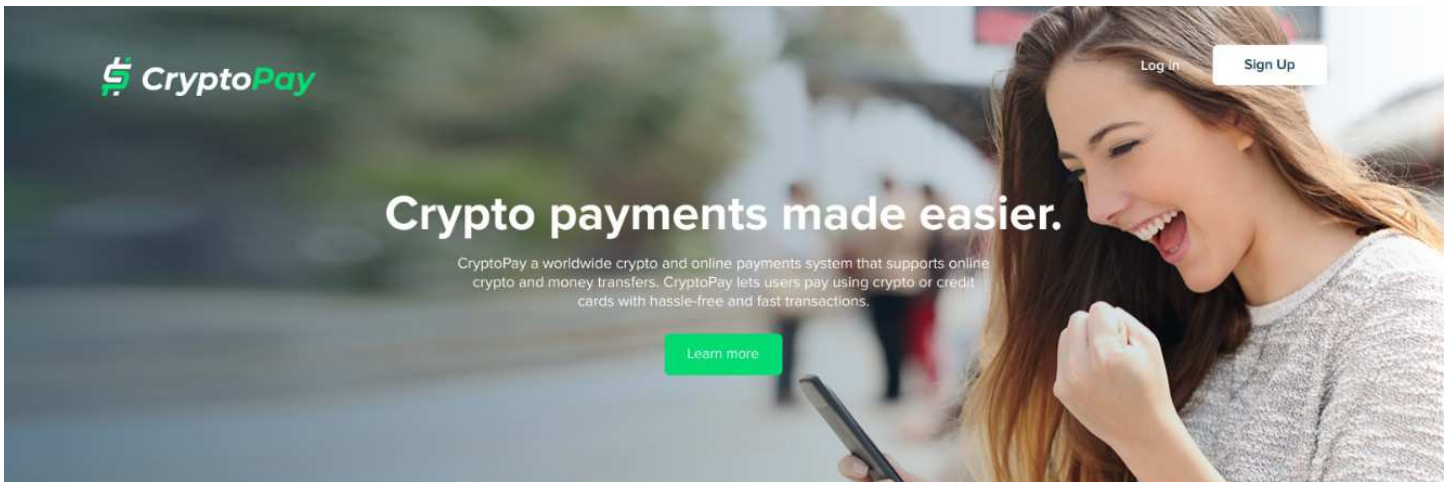 CryptoPay
Log in
Sign Up
Crypto payments made easier.
CryptoPay a worldwide crypto and online payments system that supports online
crypto and money transfers. CryptoPay lets users pay using crypto or credit
cards with hassle-free and fast transactions.
Learn more